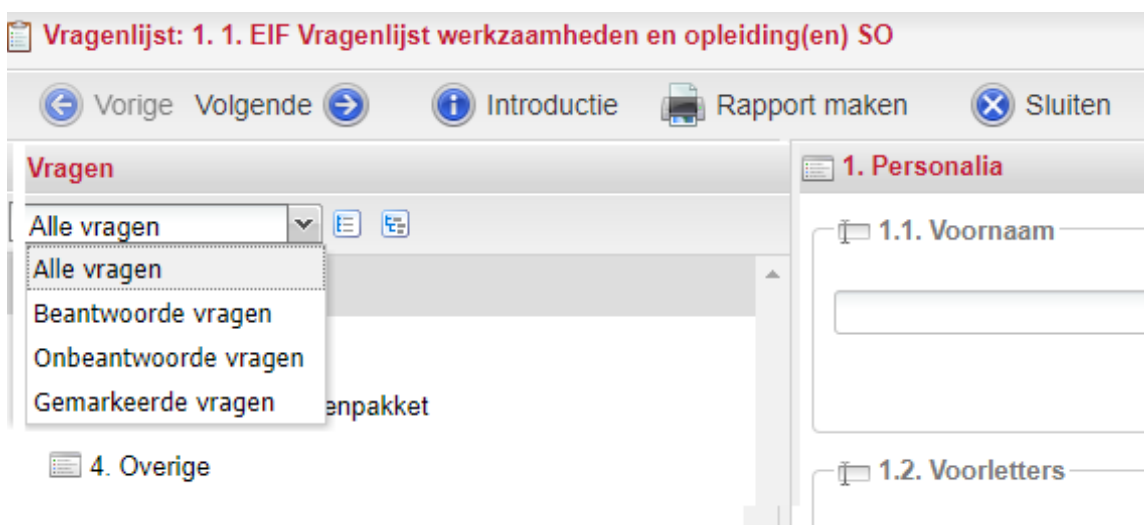 Vragenlijst: 1. 1. EIF Vragenlijst werkzaamheden en opleiding(en) SO
Vorige Volgende Introductie Rapport maken Sluiten
Vragen
Alle vragen
Alle vragen
Beantwoorde vragen
Onbeantwoorde vragen
Gemarkeerde vragen
enpakket
4. Overige
1. Personalia
1.1. Voornaam
1.2. Voorletters